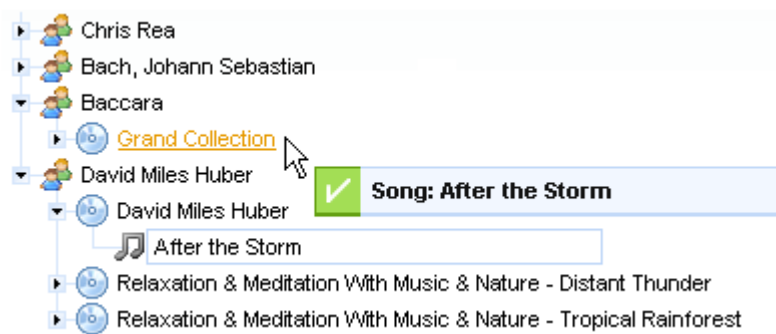 Chris Rea
Bach, Johann Sebastian
Baccara
Grand Collection
David Miles Huber
Song: After the Storm
David Miles Huber
After the Storm
Relaxation & Meditation With Music & Nature - Distant Thunder
Relaxation & Meditation With Music & Nature - Tropical Rainforest